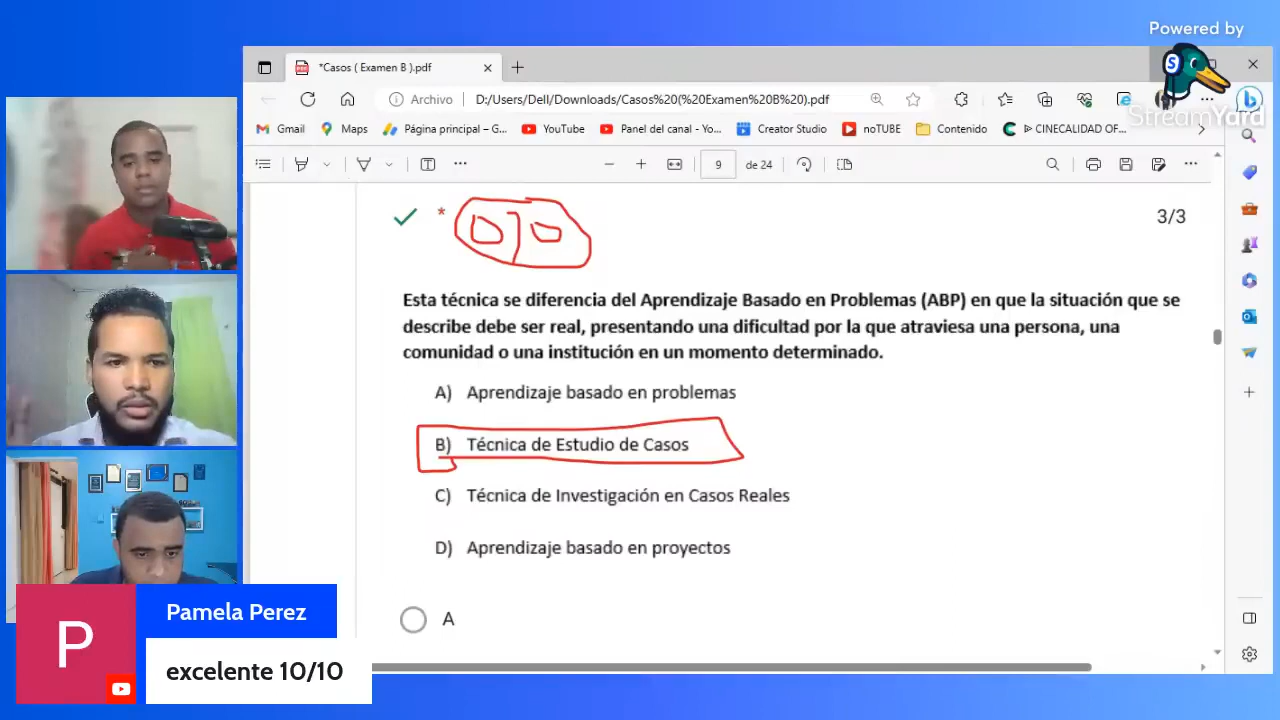 Powered by
StreamYard
*Casos ( Examen B ).pdf
Archivo
D:/Users/Dell/Downloads/Casos%20(%20Examen%20B%20).pdf
Gmail
Maps
Página principal – G...
YouTube
Panel del canal - Yo...
Creator Studio
noTUBE
Contenido
CINECALIDAD OF...
9
de 24
*
3/3
Esta técnica se diferencia del Aprendizaje Basado en Problemas (ABP) en que la situación que se
describe debe ser real, presentando una dificultad por la que atraviesa una persona, una
comunidad o una institución en un momento determinado.
A) Aprendizaje basado en problemas
B) Técnica de Estudio de Casos
C) Técnica de Investigación en Casos Reales
D) Aprendizaje basado en proyectos
A
P
Pamela Perez
excelente 10/10